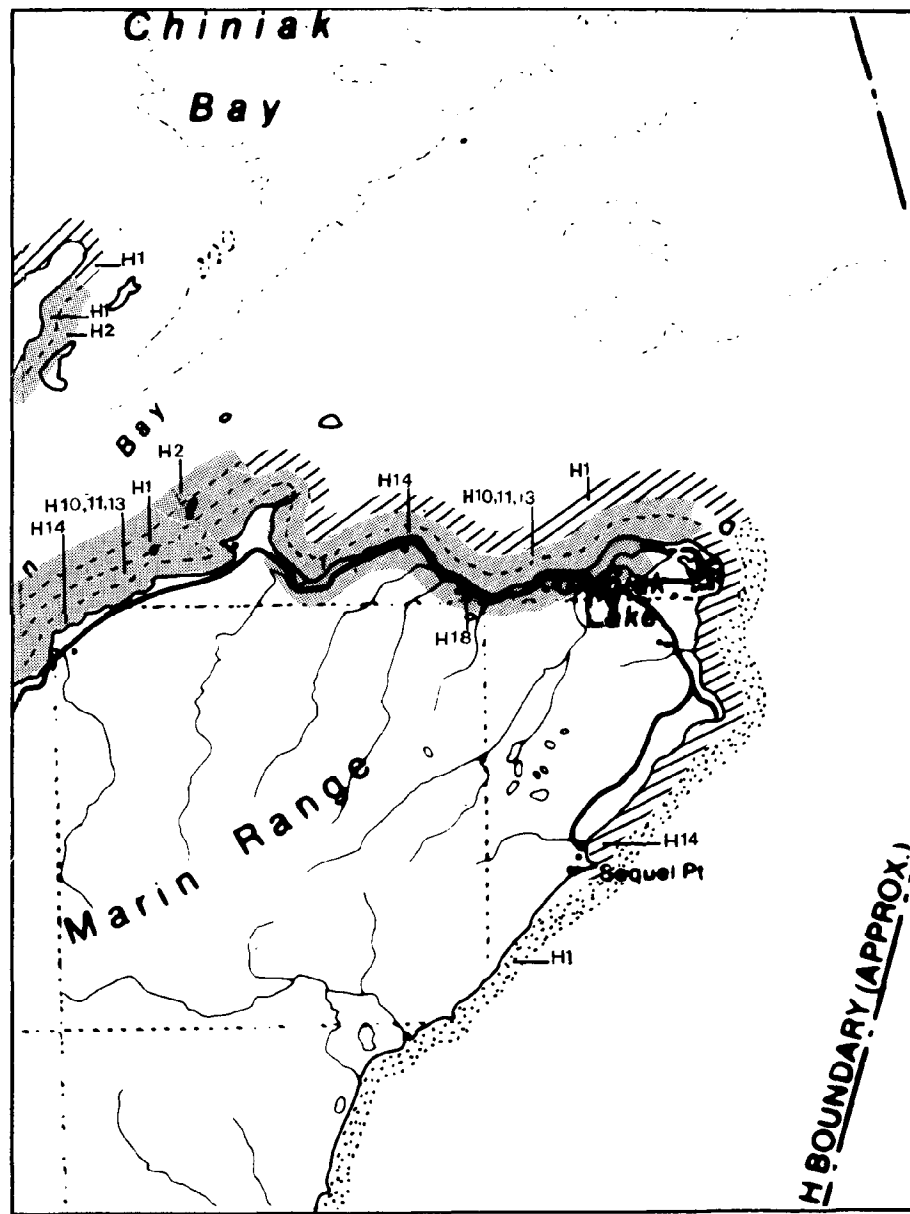 Chiniak
Bay
H1
H1
H2
Bay
H2
H1
H10,11,13
H14
n
H14
H10,11,13
H1
Lake
H18
Marin Range
H14
Sequel Pt
H1
H BOUNDARY (APPROX.)